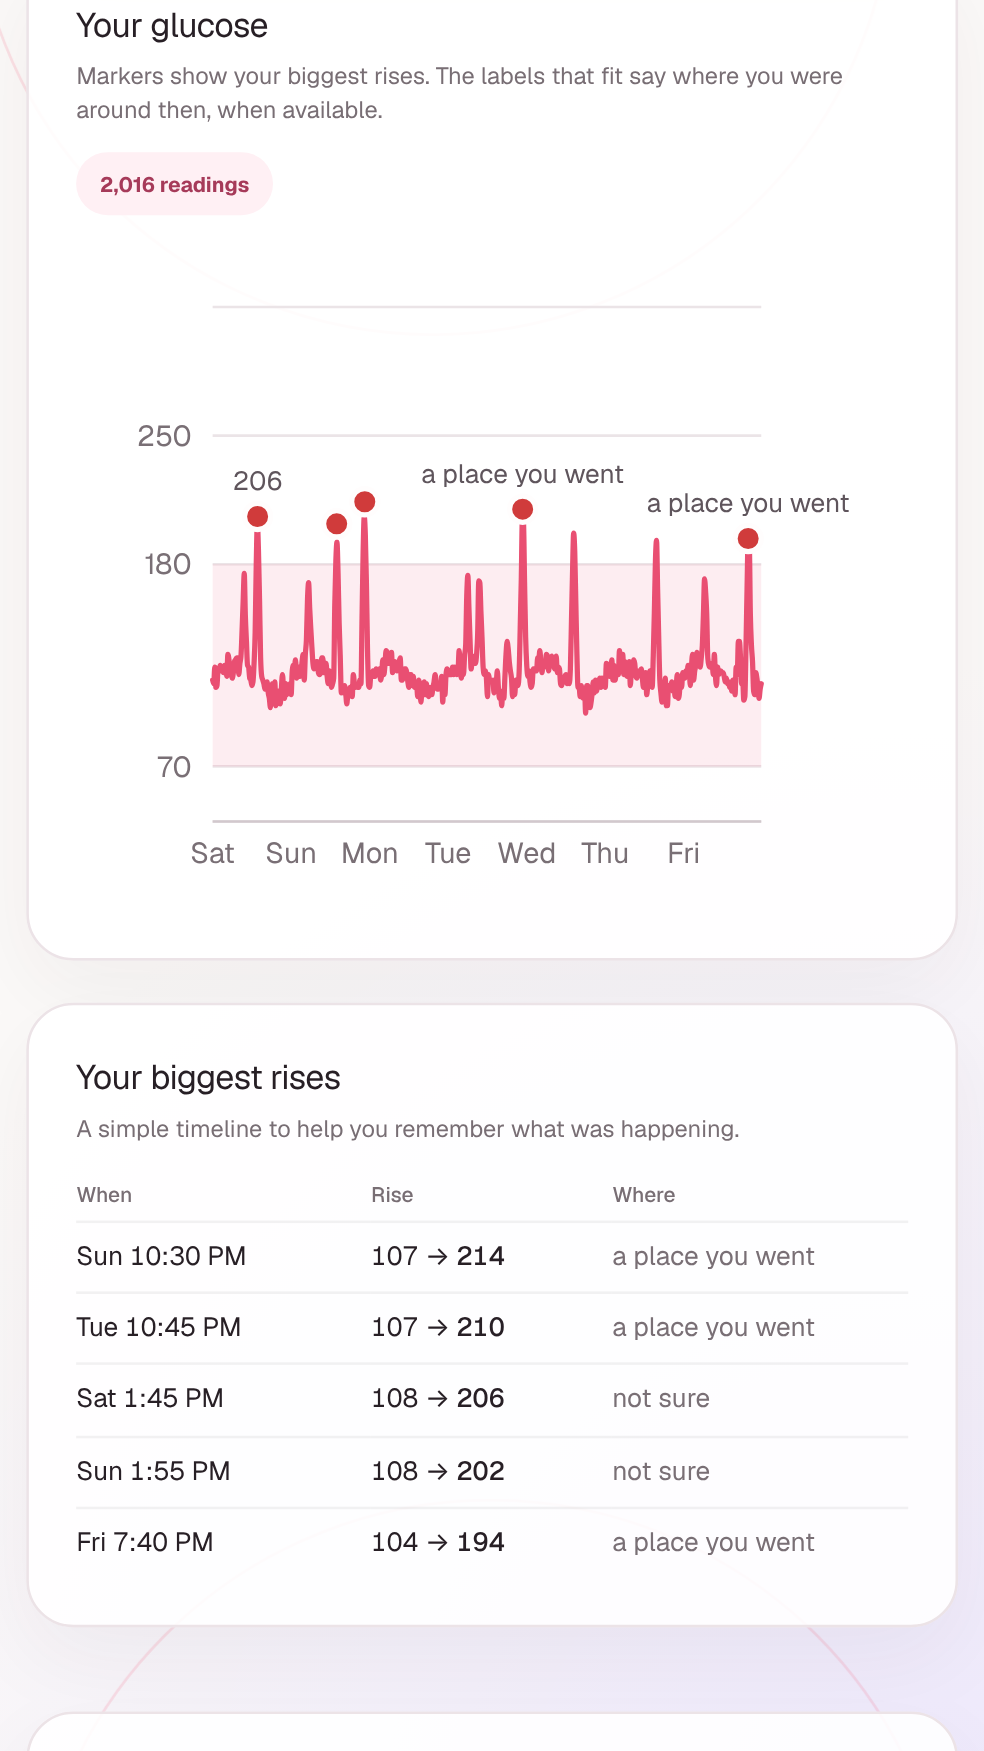 Your glucose
Markers show your biggest rises. The labels that fit say where you were
around then, when available.
2,016 readings
250
206
a place you went
a place you went
180
70
Sat Sun Mon Tue Wed Thu Fri
Your biggest rises
A simple timeline to help you remember what was happening.
When Rise Where
Sun 10:30 PM 107 → 214 a place you went
Tue 10:45 PM 107 → 210 a place you went
Sat 1:45 PM 108 → 206 not sure
Sun 1:55 PM 108 → 202 not sure
Fri 7:40 PM 104 → 194 a place you went